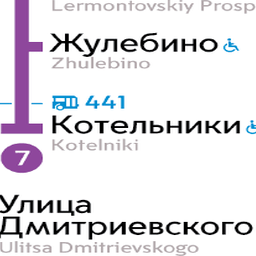 Lermontovskiy Prosp
Жулебино
Zhulebino
441
Котельники
Kotelniki
7
Улица
Дмитриевского
Ulitsa Dmitrievskogo